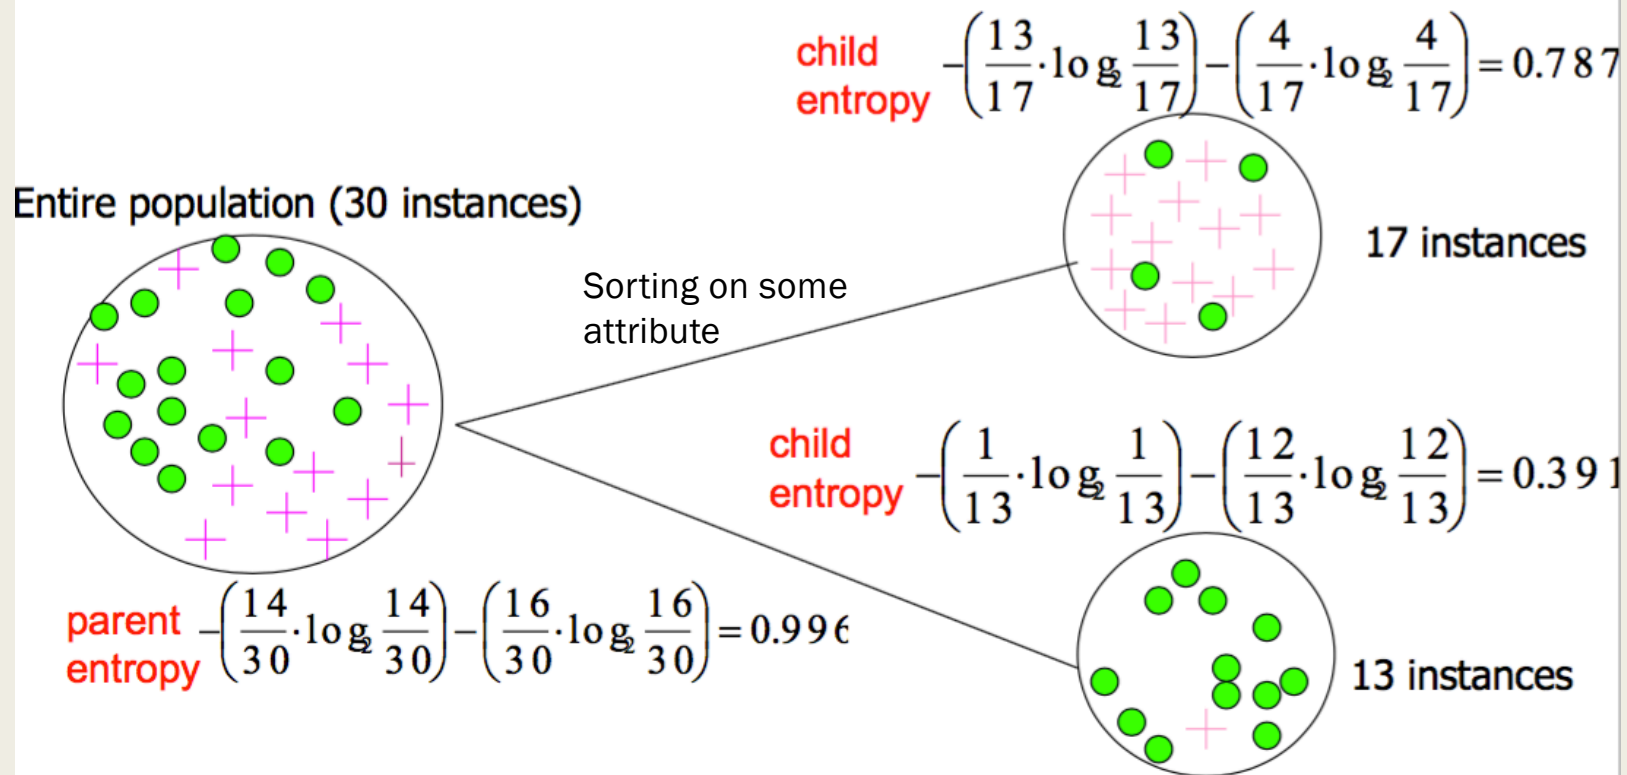 child
entropy
-(13/17 · log2 13/17) - (4/17 · log2 4/17) = 0.787
Entire population (30 instances)
17 instances
Sorting on some
attribute
child
entropy
-(1/13 · log2 1/13) - (12/13 · log2 12/13) = 0.391
parent
entropy
-(14/30 · log2 14/30) - (16/30 · log2 16/30) = 0.996
13 instances